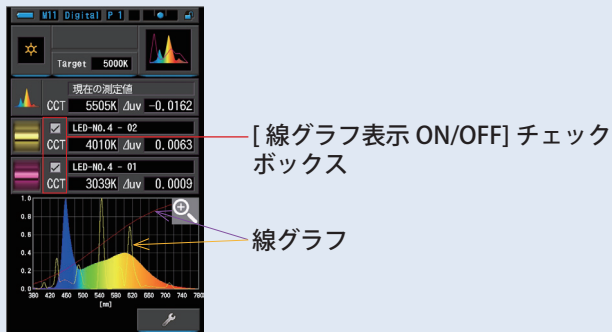 M11 Digital P 1
Target 5000K
現在の測定値
CCT 5505K ⊿uv -0.0162
LED-NO.4 - 02
CCT 4010K ⊿uv 0.0063
LED-NO.4 - 01
CCT 3039K ⊿uv 0.0009
[ 線グラフ表示 ON/OFF] チェック
ボックス
線グラフ
1.0
0.8
0.6
0.4
0.2
0.0
380 420 460 500 540 580 620 660 700 740 780
[nm]